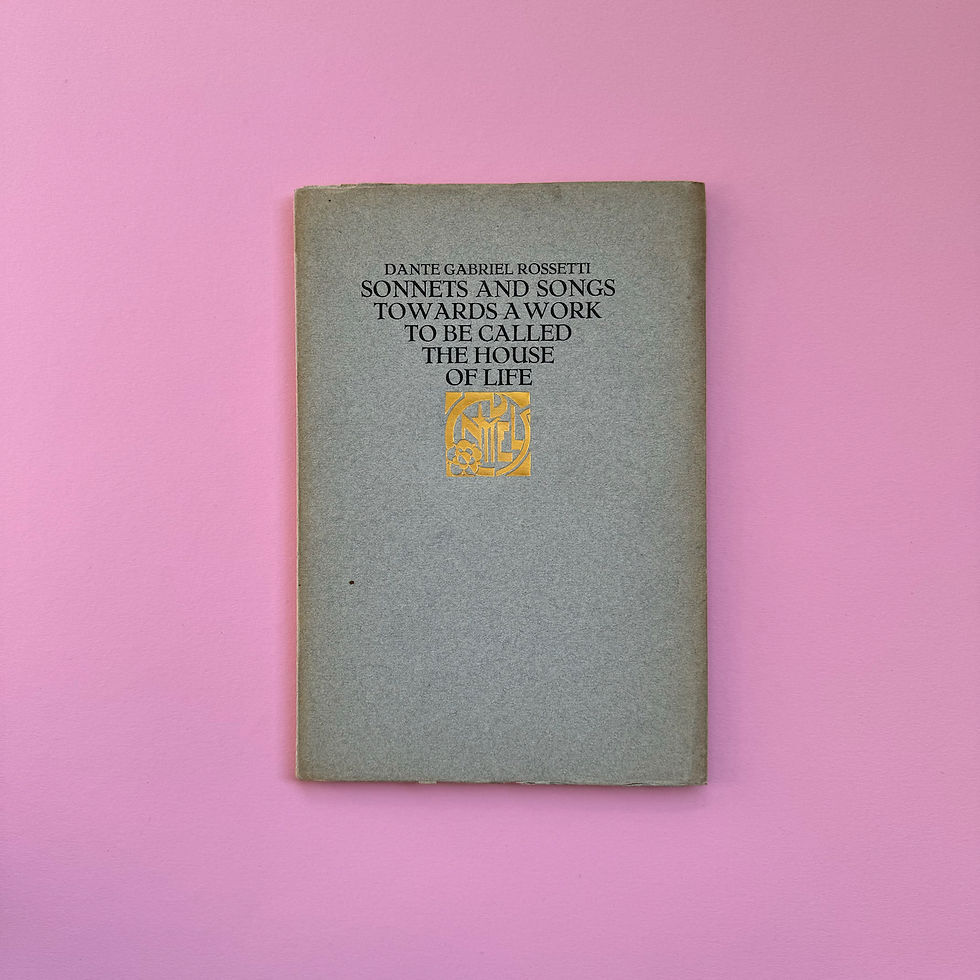 DANTE GABRIEL ROSSETTI
SONNETS AND SONGS
TOWARDS A WORK
TO BE CALLED
THE HOUSE
OF LIFE